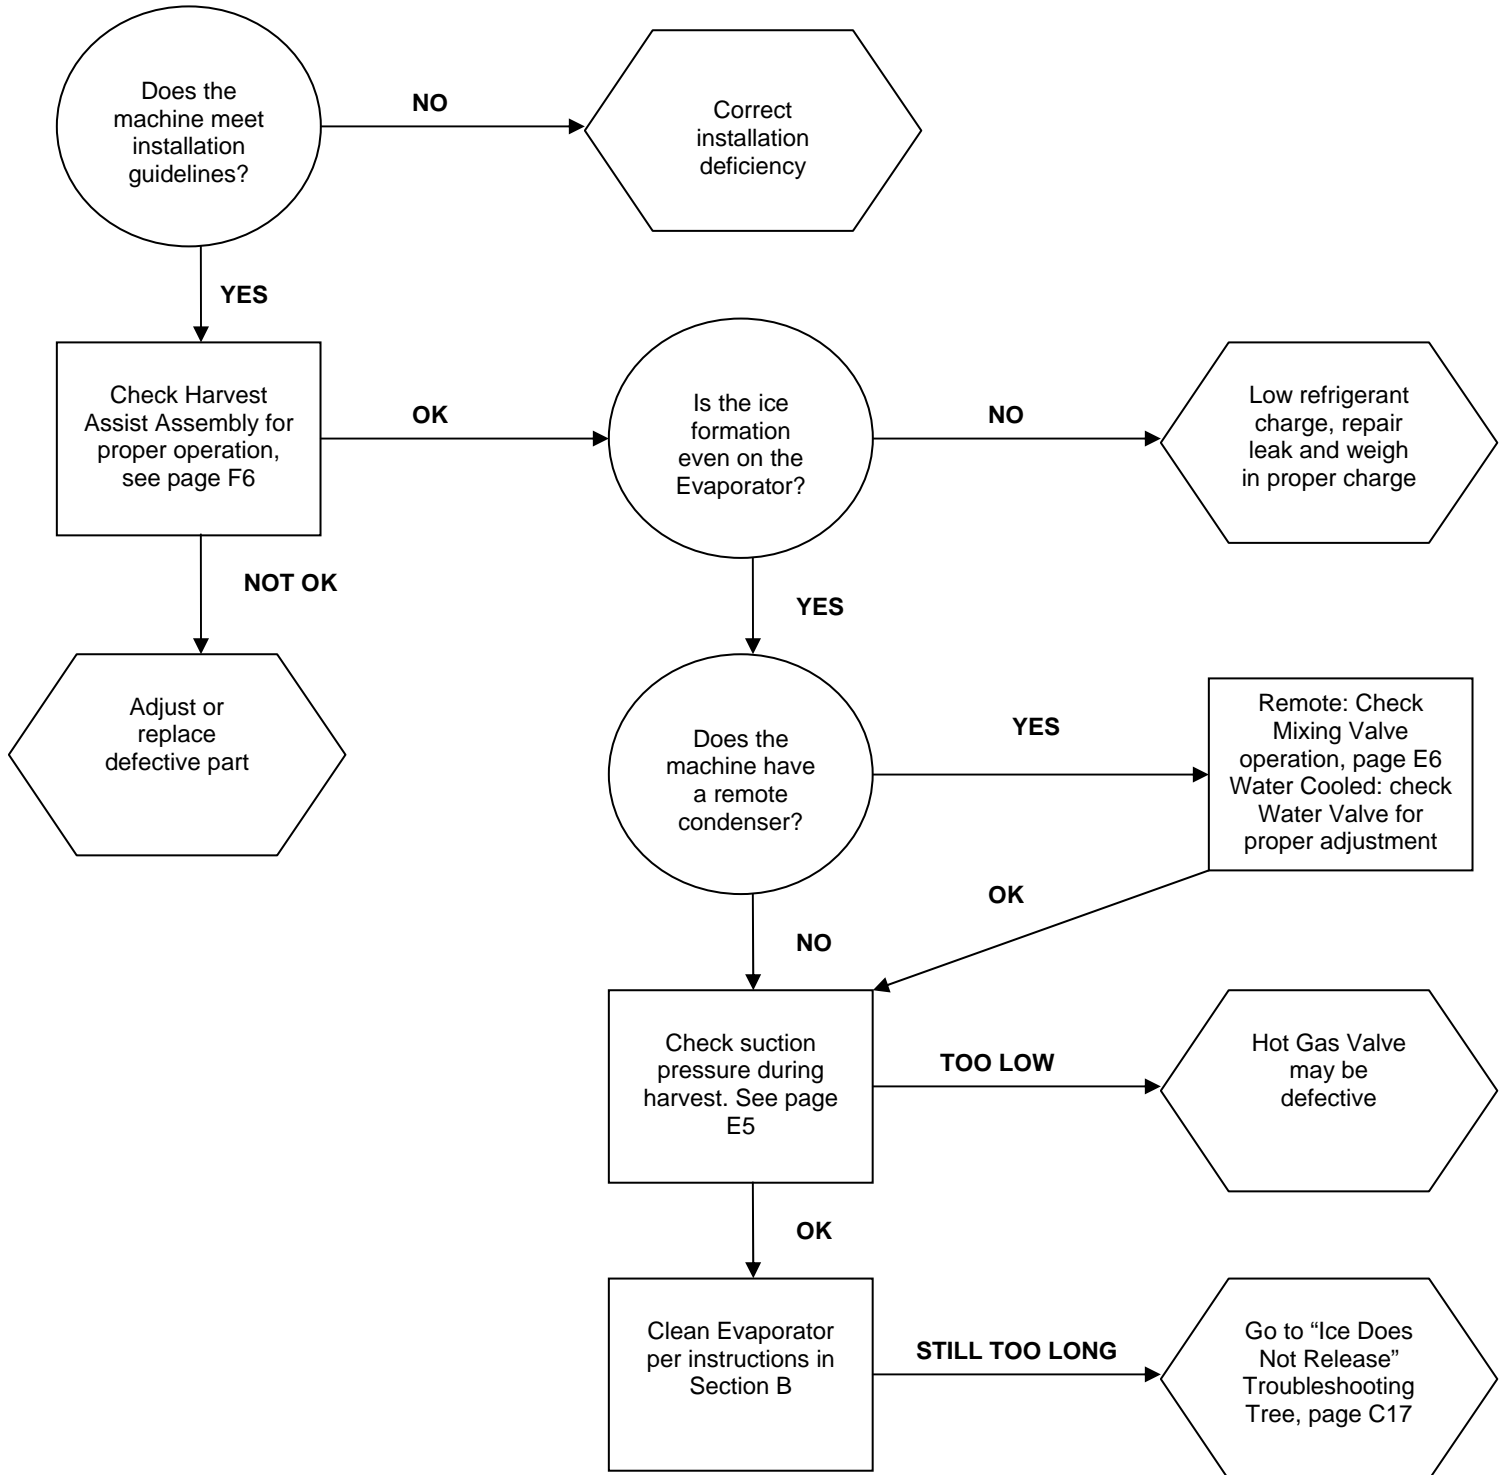 Does the
machine meet
installation
guidelines?
NO
Correct
installation
deficiency
YES
Check Harvest
Assist Assembly for
proper operation,
see page F6
OK
Is the ice
formation
even on the
Evaporator?
NO
Low refrigerant
charge, repair
leak and weigh
in proper charge
NOT OK
YES
Adjust or
replace
defective part
Does the
machine have
a remote
condenser?
YES
Remote: Check
Mixing Valve
operation, page E6
Water Cooled: check
Water Valve for
proper adjustment
OK
NO
Check suction
pressure during
harvest. See page
E5
TOO LOW
Hot Gas Valve
may be
defective
OK
Clean Evaporator
per instructions in
Section B
STILL TOO LONG
Go to “Ice Does
Not Release”
Troubleshooting
Tree, page C17